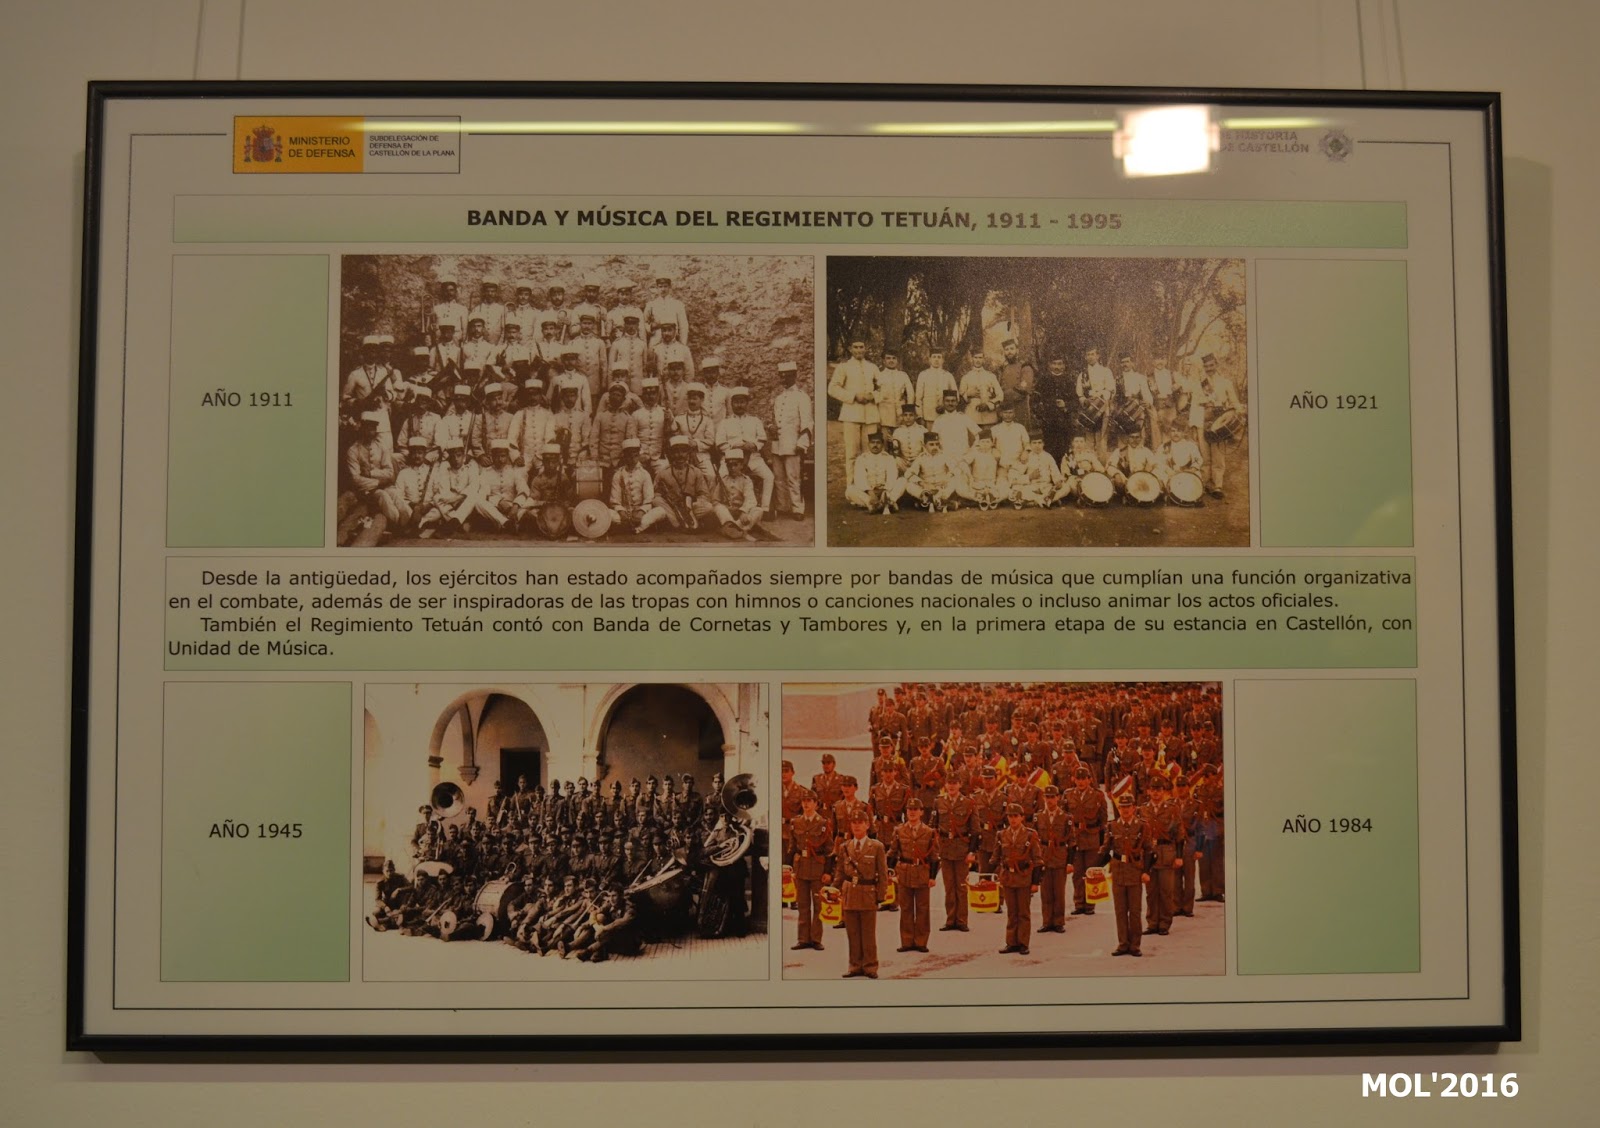 MINISTERIO
DE DEFENSA
SUBDELEGACIÓN DE
DEFENSA EN
CASTELLÓN DE LA PLANA
DE HISTORIA
DE CASTELLÓN
BANDA Y MÚSICA DEL REGIMIENTO TETUÁN, 1911 - 1995
AÑO 1911
AÑO 1921
Desde la antigüedad, los ejércitos han estado acompañados siempre por bandas de música que cumplían una función organizativa
en el combate, además de ser inspiradoras de las tropas con himnos o canciones nacionales o incluso animar los actos oficiales.
También el Regimiento Tetuán contó con Banda de Cornetas y Tambores y, en la primera etapa de su estancia en Castellón, con
Unidad de Música.
AÑO 1945
AÑO 1984
MOL'2016